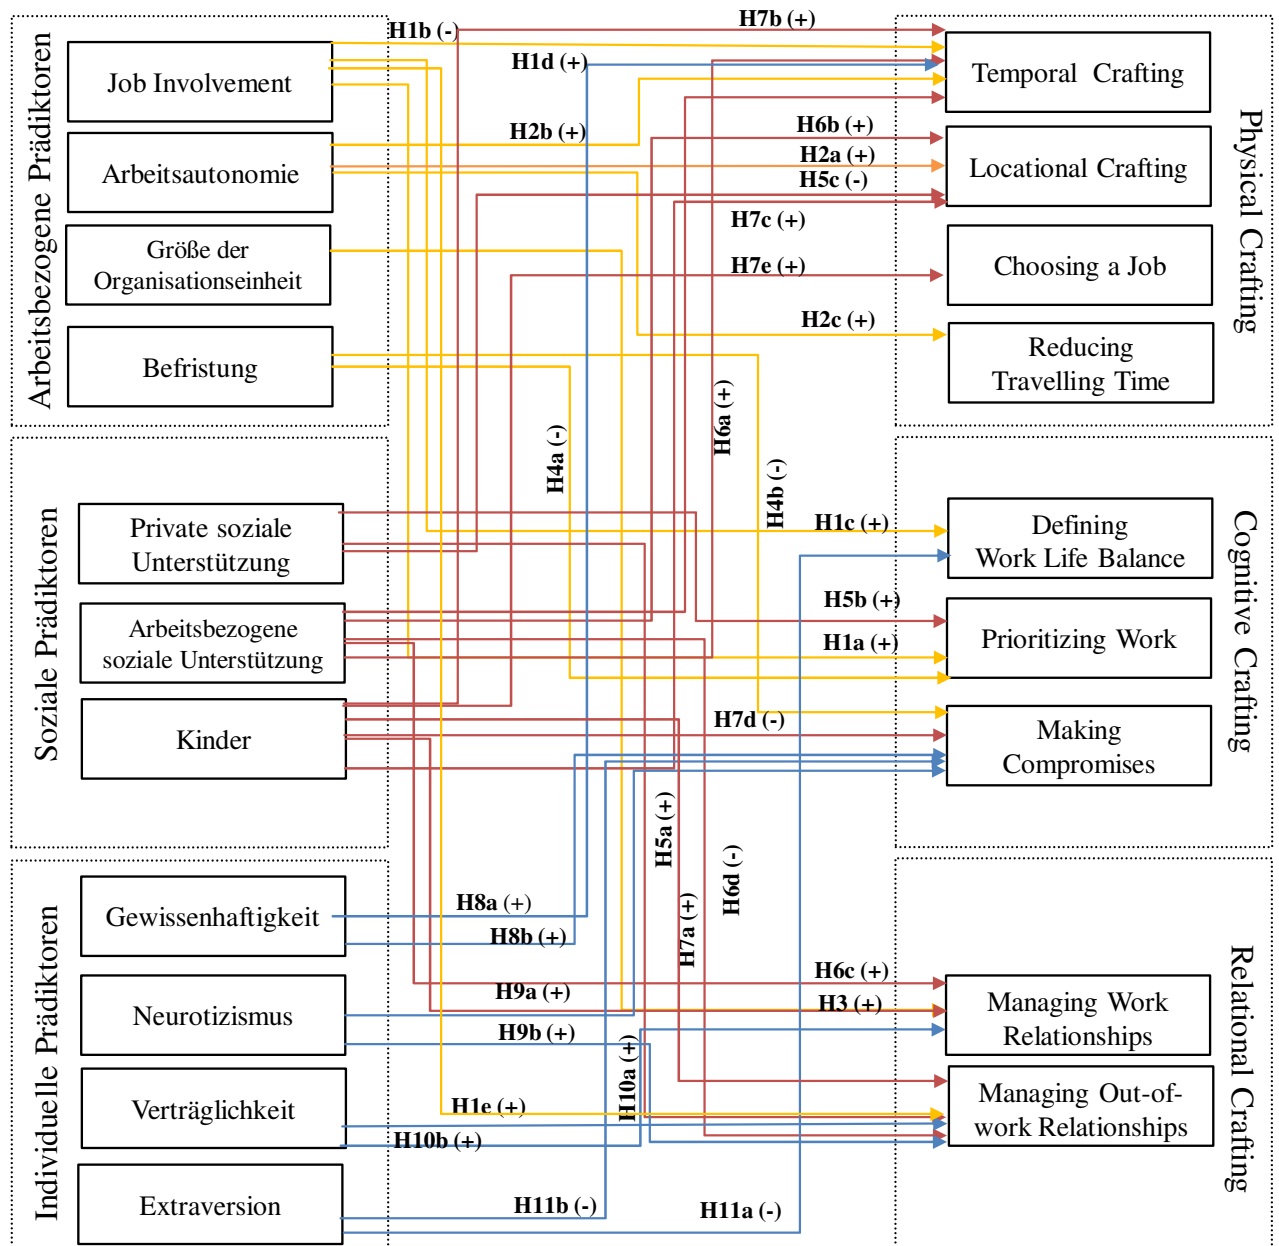 Arbeitsbezogene Prädiktoren
Job Involvement
Arbeitsautonomie
Größe der
Organisationseinheit
Befristung
Soziale Prädiktoren
Private soziale
Unterstützung
Arbeitsbezogene
soziale Unterstützung
Kinder
Individuelle Prädiktoren
Gewissenhaftigkeit
Neurotizismus
Verträglichkeit
Extraversion
H1b (-)
H7b (+)
H1d (+)
H2b (+)
H6b (+)
H2a (+)
H5c (-)
H7c (+)
H7e (+)
H2c (+)
H6a (+)
H4a (-)
H4b (-)
H1c (+)
H5b (+)
H1a (+)
H7d (-)
H5a (+)
H6d (-)
H7a (+)
H8a (+)
H8b (+)
H6c (+)
H9a (+)
H3 (+)
H9b (+)
H10a (+)
H1e (+)
H10b (+)
H11b (-)
H11a (-)
Physical Crafting
Temporal Crafting
Locational Crafting
Choosing a Job
Reducing
Travelling Time
Cognitive Crafting
Defining
Work Life Balance
Prioritizing Work
Making
Compromises
Relational Crafting
Managing Work
Relationships
Managing Out-of-
work Relationships